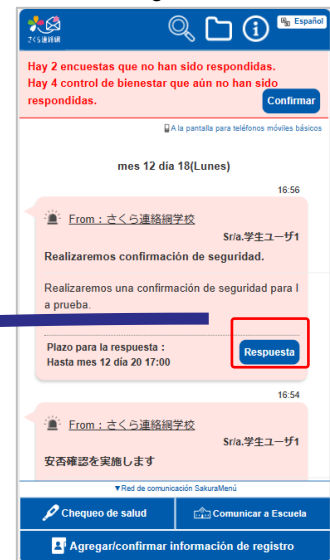 さくら連絡網
Español
Hay 2 encuestas que no han sido respondidas.
Hay 4 control de bienestar que aún no han sido
respondidas.
Confirmar
A la pantalla para teléfonos móviles básicos
mes 12 día 18(Lunes)
16:56
From：さくら連絡網学校
Sr/a.学生ユーザ1
Realizaremos confirmación de seguridad.
Realizaremos una confirmación de seguridad para l
a prueba.
Plazo para la respuesta：
Hasta mes 12 día 20 17:00
Respuesta
16:54
From：さくら連絡網学校
Sr/a.学生ユーザ1
安否確認を実施します
▼Red de comunicación SakuraMenú
Chequeo de salud
Comunicar a Escuela
Agregar/confirmar información de registro